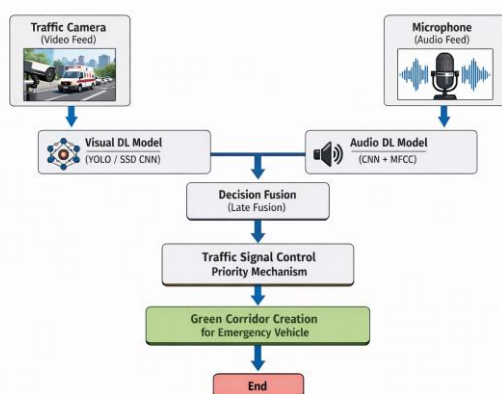 Traffic Camera
(Video Feed)
Microphone
(Audio Feed)
Visual DL Model
(YOLO / SSD CNN)
Audio DL Model
(CNN + MFCC)
Decision Fusion
(Late Fusion)
Traffic Signal Control
Priority Mechanism
Green Corridor Creation
for Emergency Vehicle
End